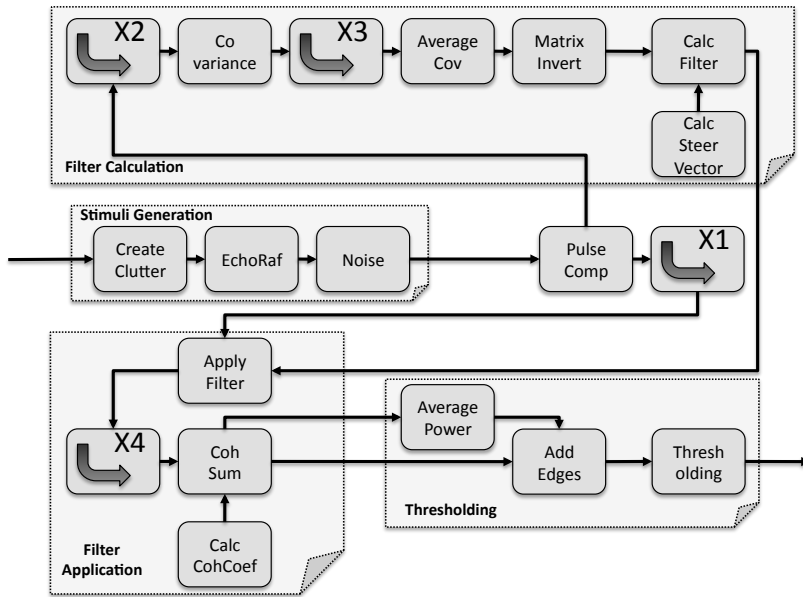 X2
Co
variance
X3
Average
Cov
Matrix
Invert
Calc
Filter
Calc
Steer
Vector
Filter Calculation
Stimuli Generation
Create
Clutter
EchoRaf
Noise
Pulse
Comp
X1
Apply
Filter
X4
Coh
Sum
Calc
CohCoef
Filter
Application
Average
Power
Add
Edges
Thresh
olding
Thresholding